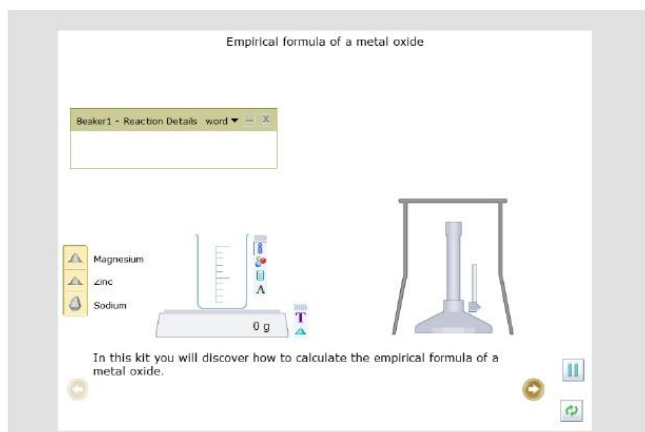 Empirical formula of a metal oxide
Beaker1 - Reaction Details word
Magnesium
Zinc
Sodium
A
T
0 g
In this kit you will discover how to calculate the empirical formula of a
metal oxide.